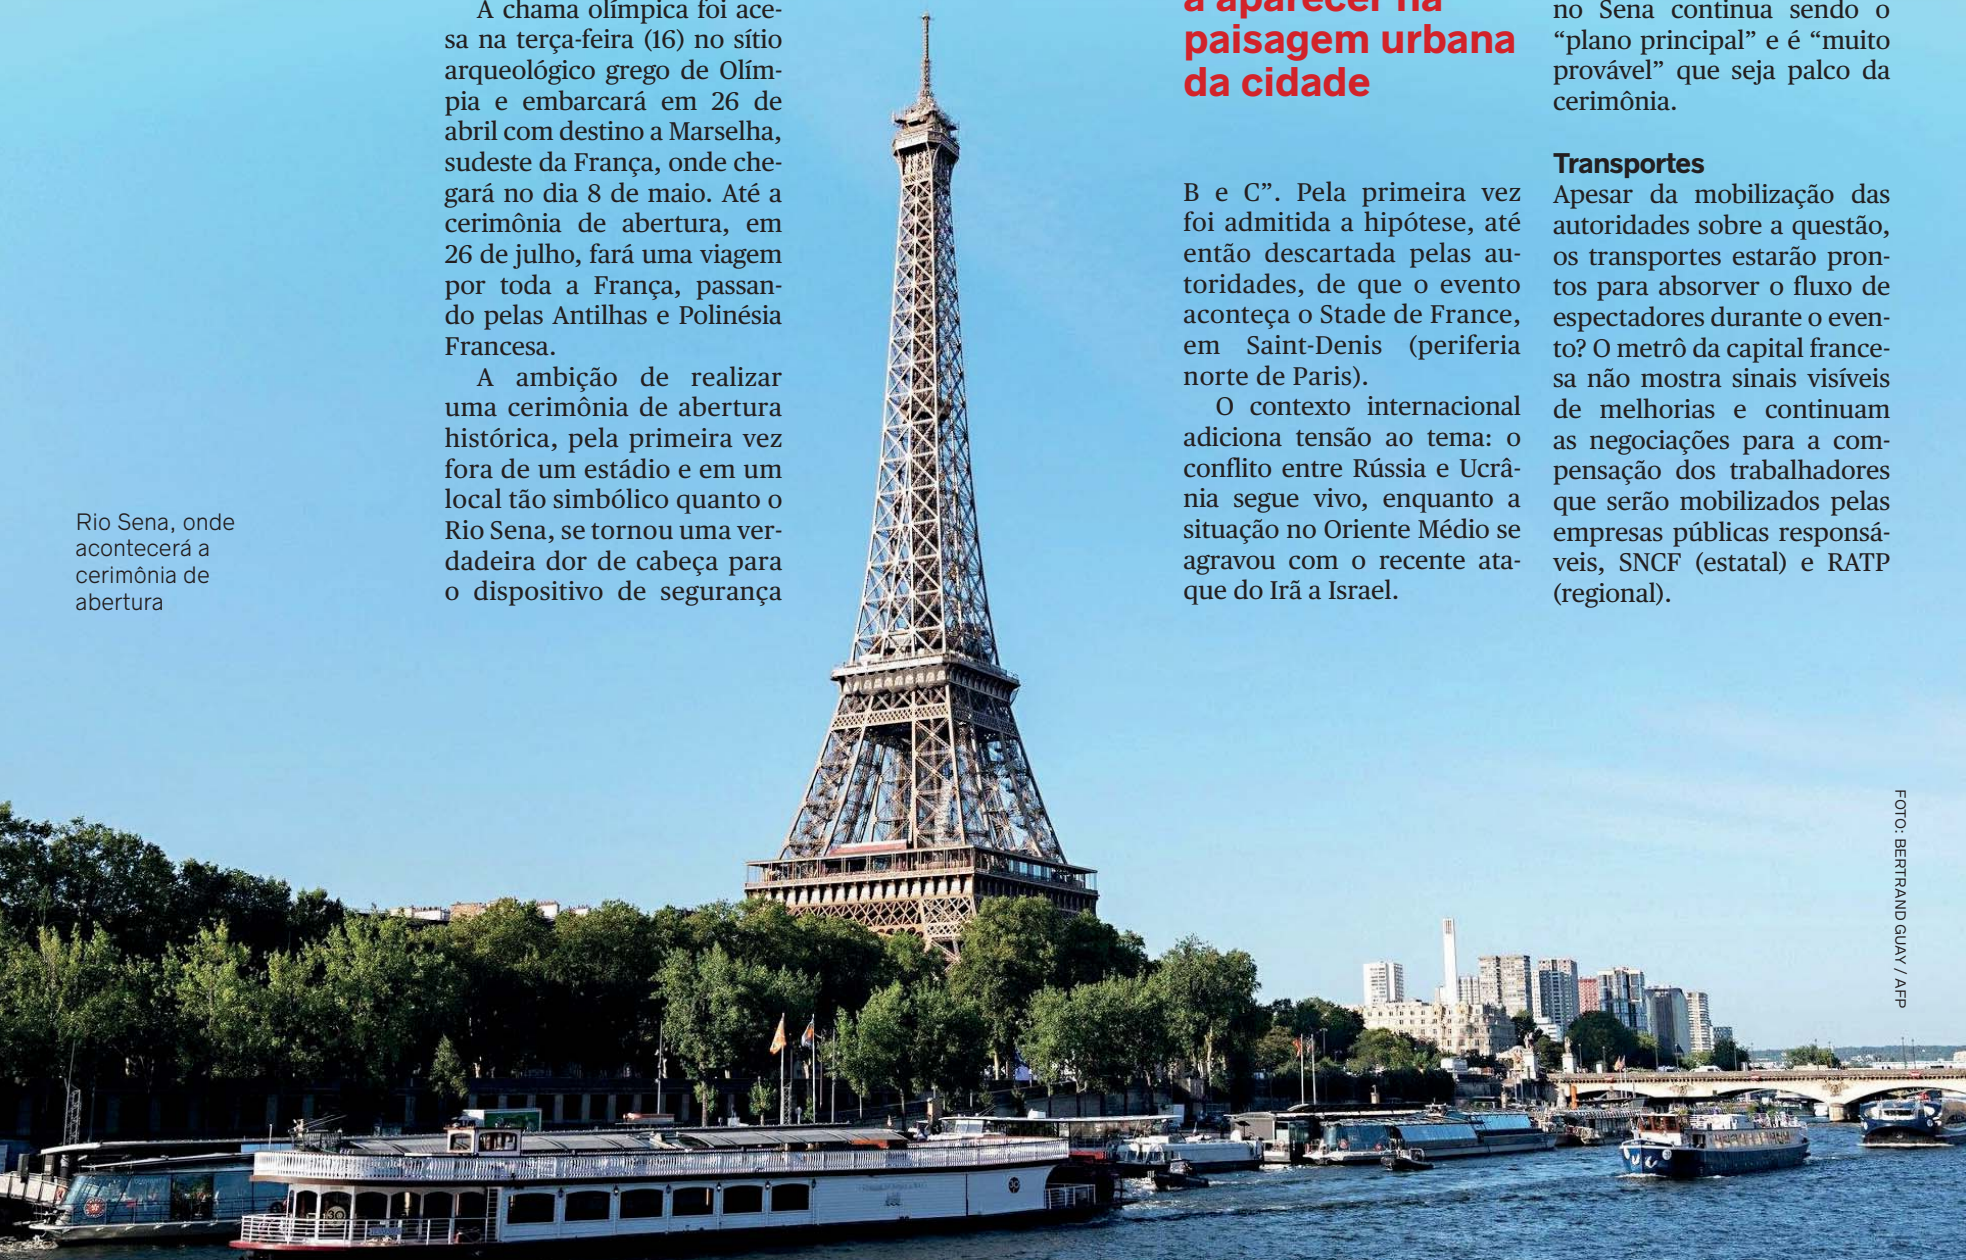 A chama olímpica foi ace-
sa na terça-feira (16) no sítio
arqueológico grego de Olím-
pia e embarcará em 26 de
abril com destino a Marselha,
sudeste da França, onde che-
gará no dia 8 de maio. Até a
cerimônia de abertura, em
26 de julho, fará uma viagem
por toda a França, passan-
do pelas Antilhas e Polinésia
Francesa.
A ambição de realizar
uma cerimônia de abertura
histórica, pela primeira vez
fora de um estádio e em um
local tão simbólico quanto o
Rio Sena, se tornou uma ver-
dadeira dor de cabeça para
o dispositivo de segurança
Rio Sena, onde
acontecerá a
cerimônia de
abertura
a aparecer na
paisagem urbana
da cidade
B e C”. Pela primeira vez
foi admitida a hipótese, até
então descartada pelas au-
toridades, de que o evento
aconteça o Stade de France,
em Saint-Denis (periferia
norte de Paris).
O contexto internacional
adiciona tensão ao tema: o
conflito entre Rússia e Ucrâ-
nia segue vivo, enquanto a
situação no Oriente Médio se
agravou com o recente ata-
que do Irã a Israel.
no Sena continua sendo o
“plano principal” e é “muito
provável” que seja palco da
cerimônia.
Transportes
Apesar da mobilização das
autoridades sobre a questão,
os transportes estarão pron-
tos para absorver o fluxo de
espectadores durante o even-
to? O metrô da capital france-
sa não mostra sinais visíveis
de melhorias e continuam
as negociações para a com-
pensação dos trabalhadores
que serão mobilizados pelas
empresas públicas responsá-
veis, SNCF (estatal) e RATP
(regional).
FOTO: BERTRAND GUAY / AFP